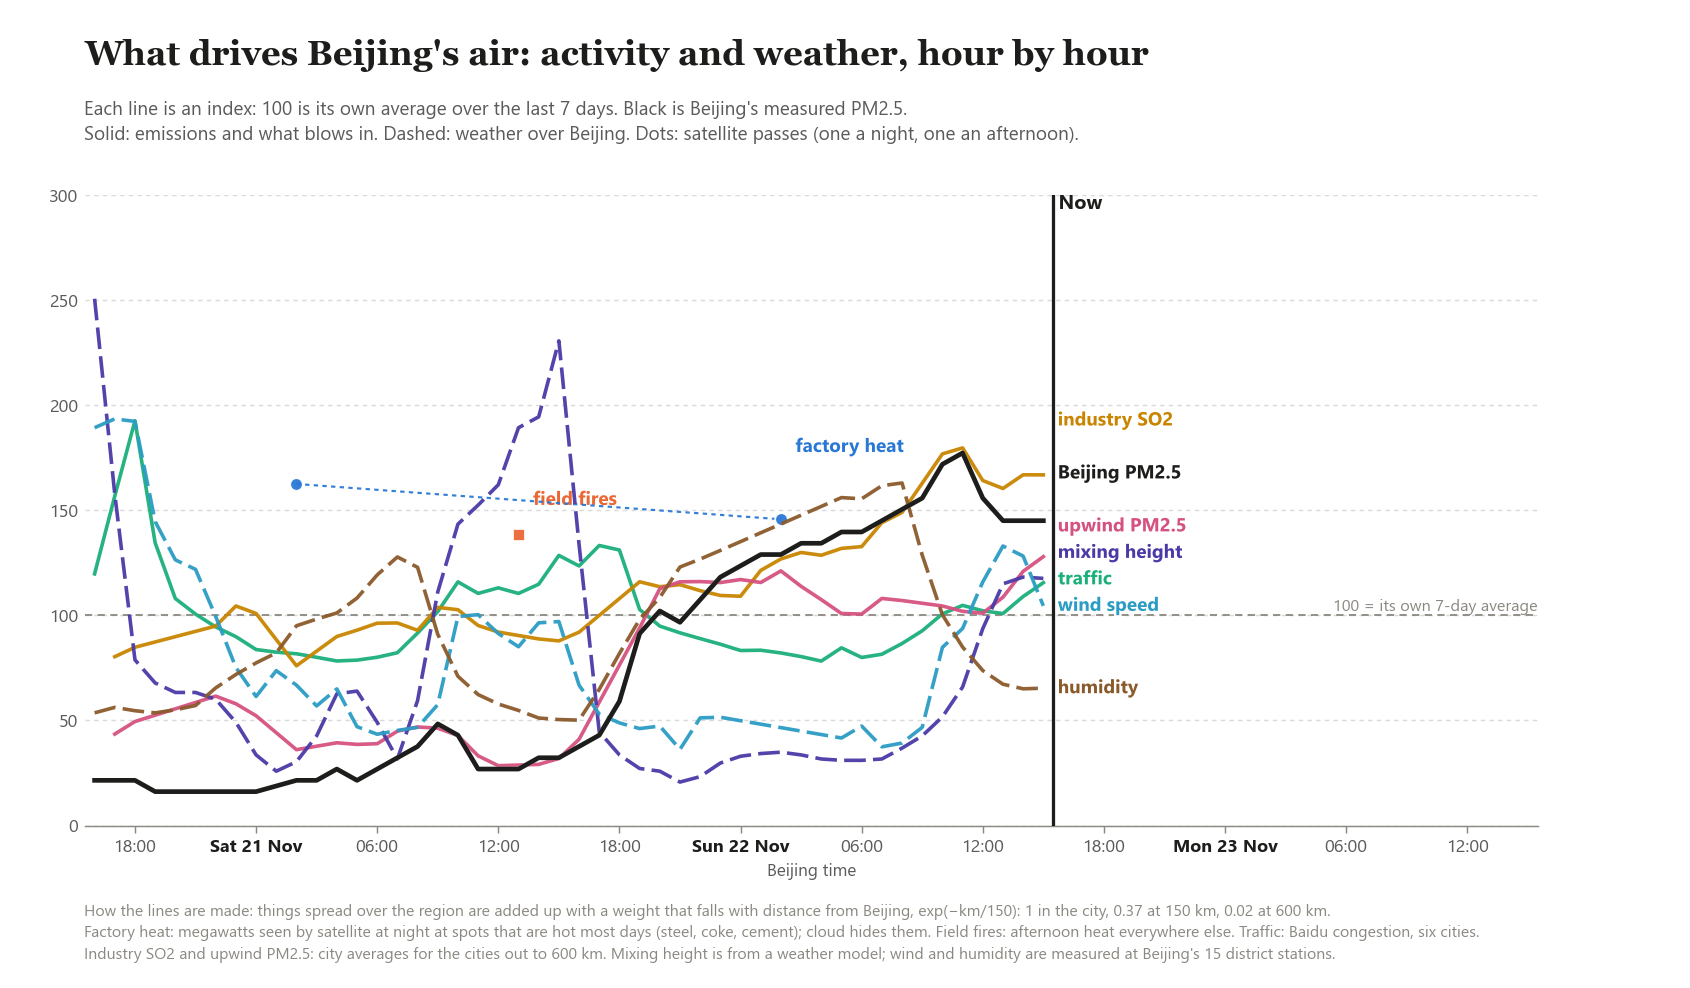 What drives Beijing's air: activity and weather, hour by hour
Each line is an index: 100 is its own average over the last 7 days. Black is Beijing's measured PM2.5.
Solid: emissions and what blows in. Dashed: weather over Beijing. Dots: satellite passes (one a night, one an afternoon).
300
Now
250
200
industry SO2
factory heat
Beijing PM2.5
field fires
150
upwind PM2.5
mixing height
traffic
wind speed
100 = its own 7-day average
100
humidity
50
0
18:00 Sat 21 Nov 06:00 12:00 18:00 Sun 22 Nov 06:00 12:00 18:00 Mon 23 Nov 06:00 12:00
Beijing time
How the lines are made: things spread over the region are added up with a weight that falls with distance from Beijing, exp(−km/150): 1 in the city, 0.37 at 150 km, 0.02 at 600 km.
Factory heat: megawatts seen by satellite at night at spots that are hot most days (steel, coke, cement); cloud hides them. Field fires: afternoon heat everywhere else. Traffic: Baidu congestion, six cities.
Industry SO2 and upwind PM2.5: city averages for the cities out to 600 km. Mixing height is from a weather model; wind and humidity are measured at Beijing's 15 district stations.